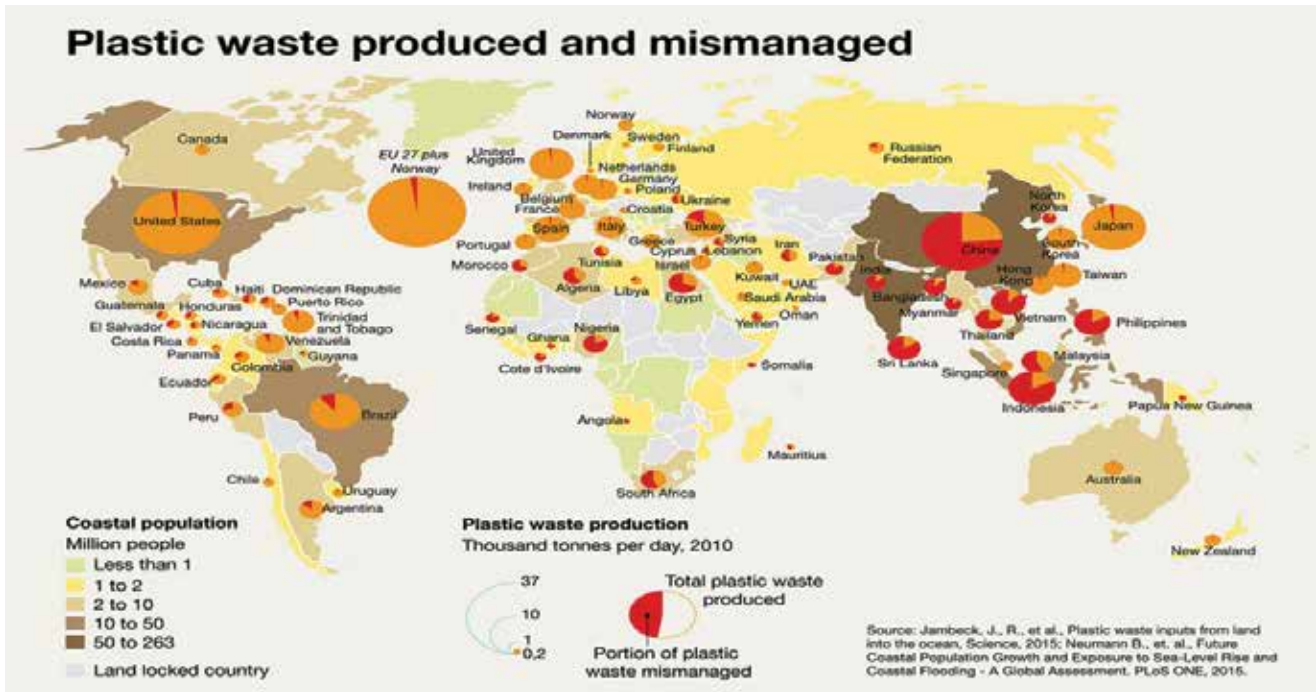 Plastic waste produced and mismanaged
Norway
Denmark
Sweden
Finland
Canada
EU 27 plus
Norway
United
Kingdom
Netherlands
Germany
Russian
Federation
Ireland
Poland
Belgium
Ukraine
North
Korea
United States
France
Croatia
Japan
Spain
Italy
Turkey
China
Portugal
Greece
Syria
Iran
South
Korea
Cyprus
Lebanon
Pakistan
Morocco
Tunisia
Israel
India
Hong
Kong
Taiwan
Mexico
Cuba
Haiti
Dominican Republic
Algeria
Libya
Kuwait
UAE
Bangladesh
Guatemala
Honduras
Puerto Rico
Egypt
Saudi Arabia
Myanmar
El Salvador
Nicaragua
Trinidad
and Tobago
Oman
Vietnam
Philippines
Costa Rica
Venezuela
Senegal
Nigeria
Yemen
Thailand
Panama
Guyana
Ghana
Malaysia
Colombia
Cote d'Ivoire
Somalia
Sri Lanka
Singapore
Ecuador
Indonesia
Papua New Guinea
Peru
Brazil
Angola
Mauritius
Chile
Uruguay
South Africa
Australia
Argentina
New Zealand
Coastal population
Million people
Less than 1
1 to 2
2 to 10
10 to 50
50 to 263
Land locked country
Plastic waste production
Thousand tonnes per day, 2010
37
10
1
0,2
Total plastic waste
produced
Portion of plastic
waste mismanaged
Source: Jambeck, J., R., et al., Plastic waste inputs from land
into the ocean, Science, 2015; Neumann B., et. al., Future
Coastal Population Growth and Exposure to Sea-Level Rise and
Coastal Flooding - A Global Assessment. PLoS ONE, 2015.